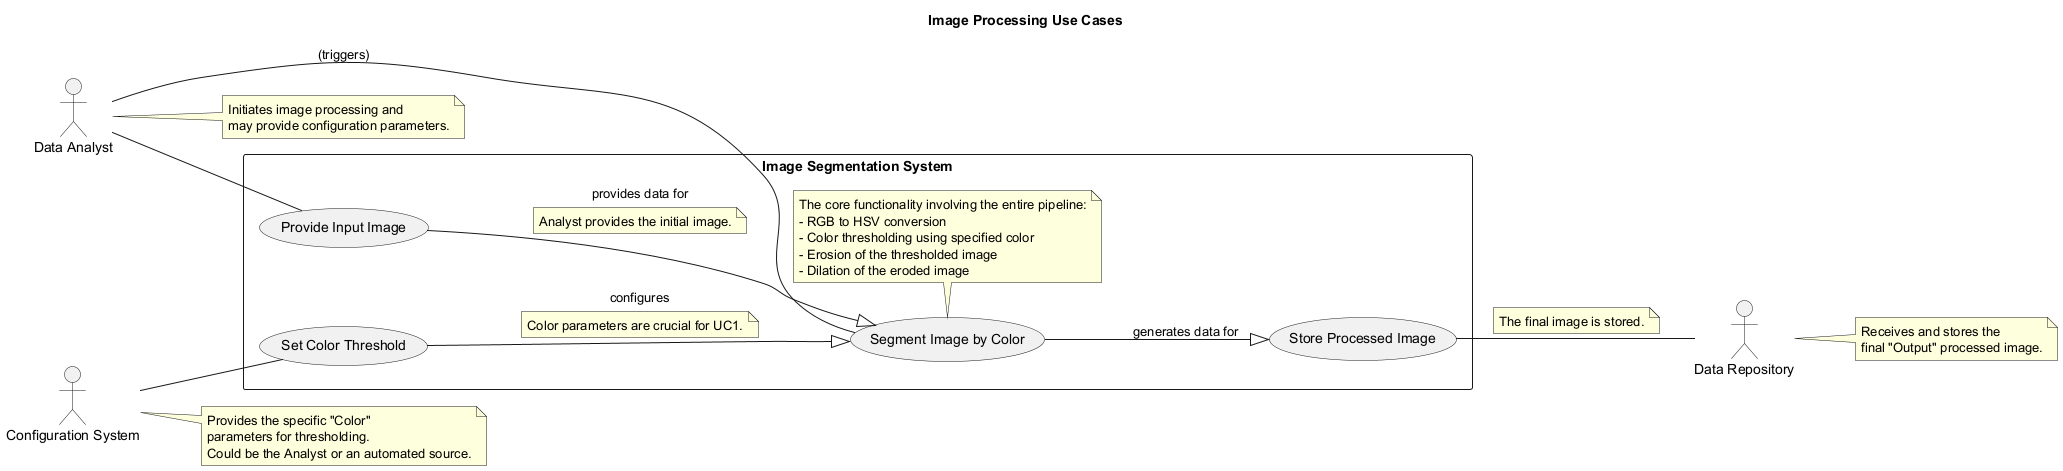 Image Processing Use Cases
(triggers)
Initiates image processing and
may provide configuration parameters.
Data Analyst
Image Segmentation System
provides data for
Analyst provides the initial image.
The core functionality involving the entire pipeline:
- RGB to HSV conversion
- Color thresholding using specified color
- Erosion of the thresholded image
- Dilation of the eroded image
Provide Input Image
configures
Color parameters are crucial for UC1.
Set Color Threshold
Segment Image by Color
generates data for
Store Processed Image
The final image is stored.
Data Repository
Receives and stores the
final "Output" processed image.
Configuration System
Provides the specific "Color"
parameters for thresholding.
Could be the Analyst or an automated source.